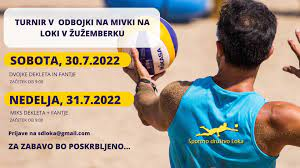 TURNIR V ODBOJKI NA MIVKI NA
LOKI V ŽUŽEMBERKU
SOBOTA, 30.7.2022
DVOJKE DEKLETA IN FANTJE
ZAČETEK OB 9:00
NEDELJA, 31.7.2022
MIKS DEKLETA + FANTJE
ZAČETEK OB 9:00
Prijave na sdloka@gmail.com
ZA ZABAVO BO POSKRBLJENO...
Športno društvo Loka